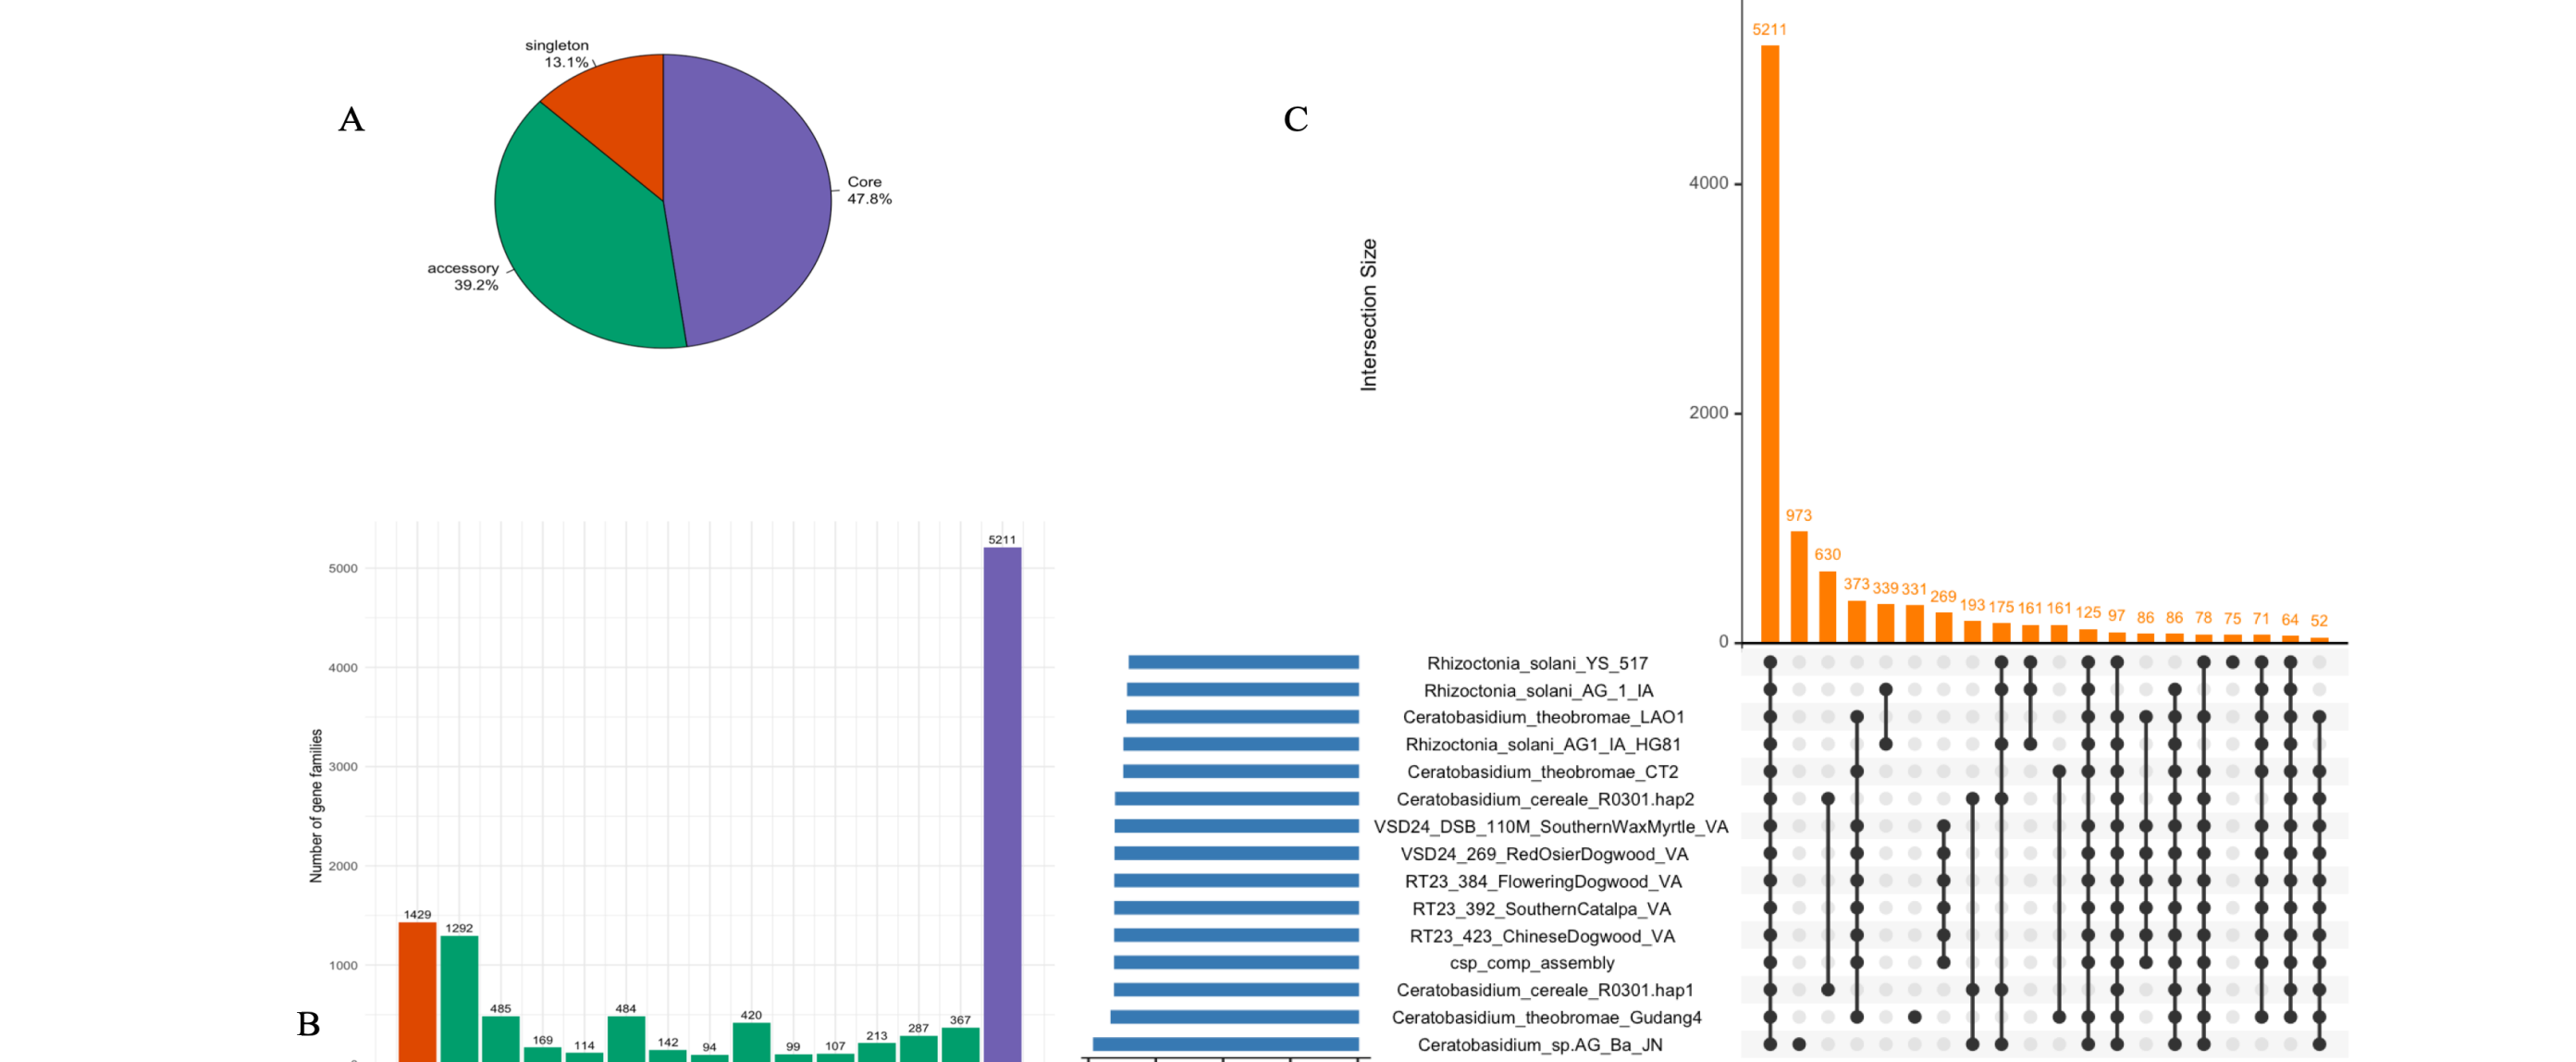 A
singleton
13.1%
Core
47.8%
accessory
39.2%
B
Number of gene families
5000
4000
3000
2000
1000
1429
1292
485
169
114
484
142
94
420
99
107
213
287
367
5211
C
Intersection Size
4000
2000
0
5211
973
630
373
339
331
269
193
175
161
161
125
97
86
86
78
75
71
64
52
Rhizoctonia_solani_YS_517
Rhizoctonia_solani_AG_1_IA
Ceratobasidium_theobromae_LAO1
Rhizoctonia_solani_AG1_IA_HG81
Ceratobasidium_theobromae_CT2
Ceratobasidium_cereale_R0301.hap2
VSD24_DSB_110M_SouthernWaxMyrtle_VA
VSD24_269_RedOsierDogwood_VA
RT23_384_FloweringDogwood_VA
RT23_392_SouthernCatalpa_VA
RT23_423_ChineseDogwood_VA
csp_comp_assembly
Ceratobasidium_cereale_R0301.hap1
Ceratobasidium_theobromae_Gudang4
Ceratobasidium_sp.AG_Ba_JN